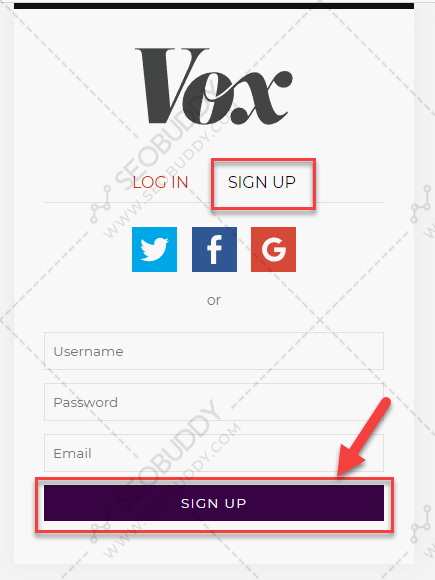 Vox
LOG IN SIGN UP
or
Username
Password
Email
SIGN UP
SEOBUDDY
WWW.SEOBUDDY.COM
SEOBUDDY
WWW.SEOBUDDY.COM